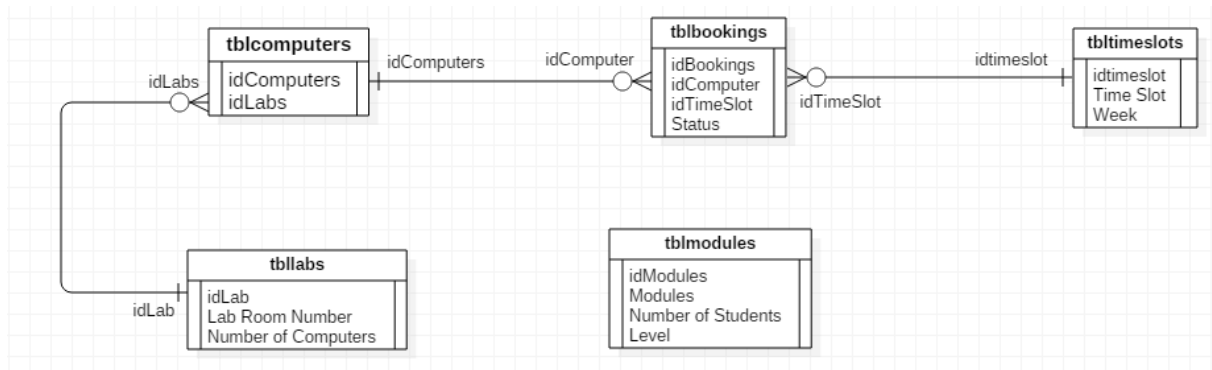 tblcomputers
idComputers
idLabs
idLabs
idComputers
idComputer
tblbookings
idBookings
idComputer
idTimeSlot
Status
idTimeSlot
idtimeslot
tbltimeslots
idtimeslot
Time Slot
Week
tbllabs
idLab
Lab Room Number
Number of Computers
idLab
tblmodules
idModules
Modules
Number of Students
Level